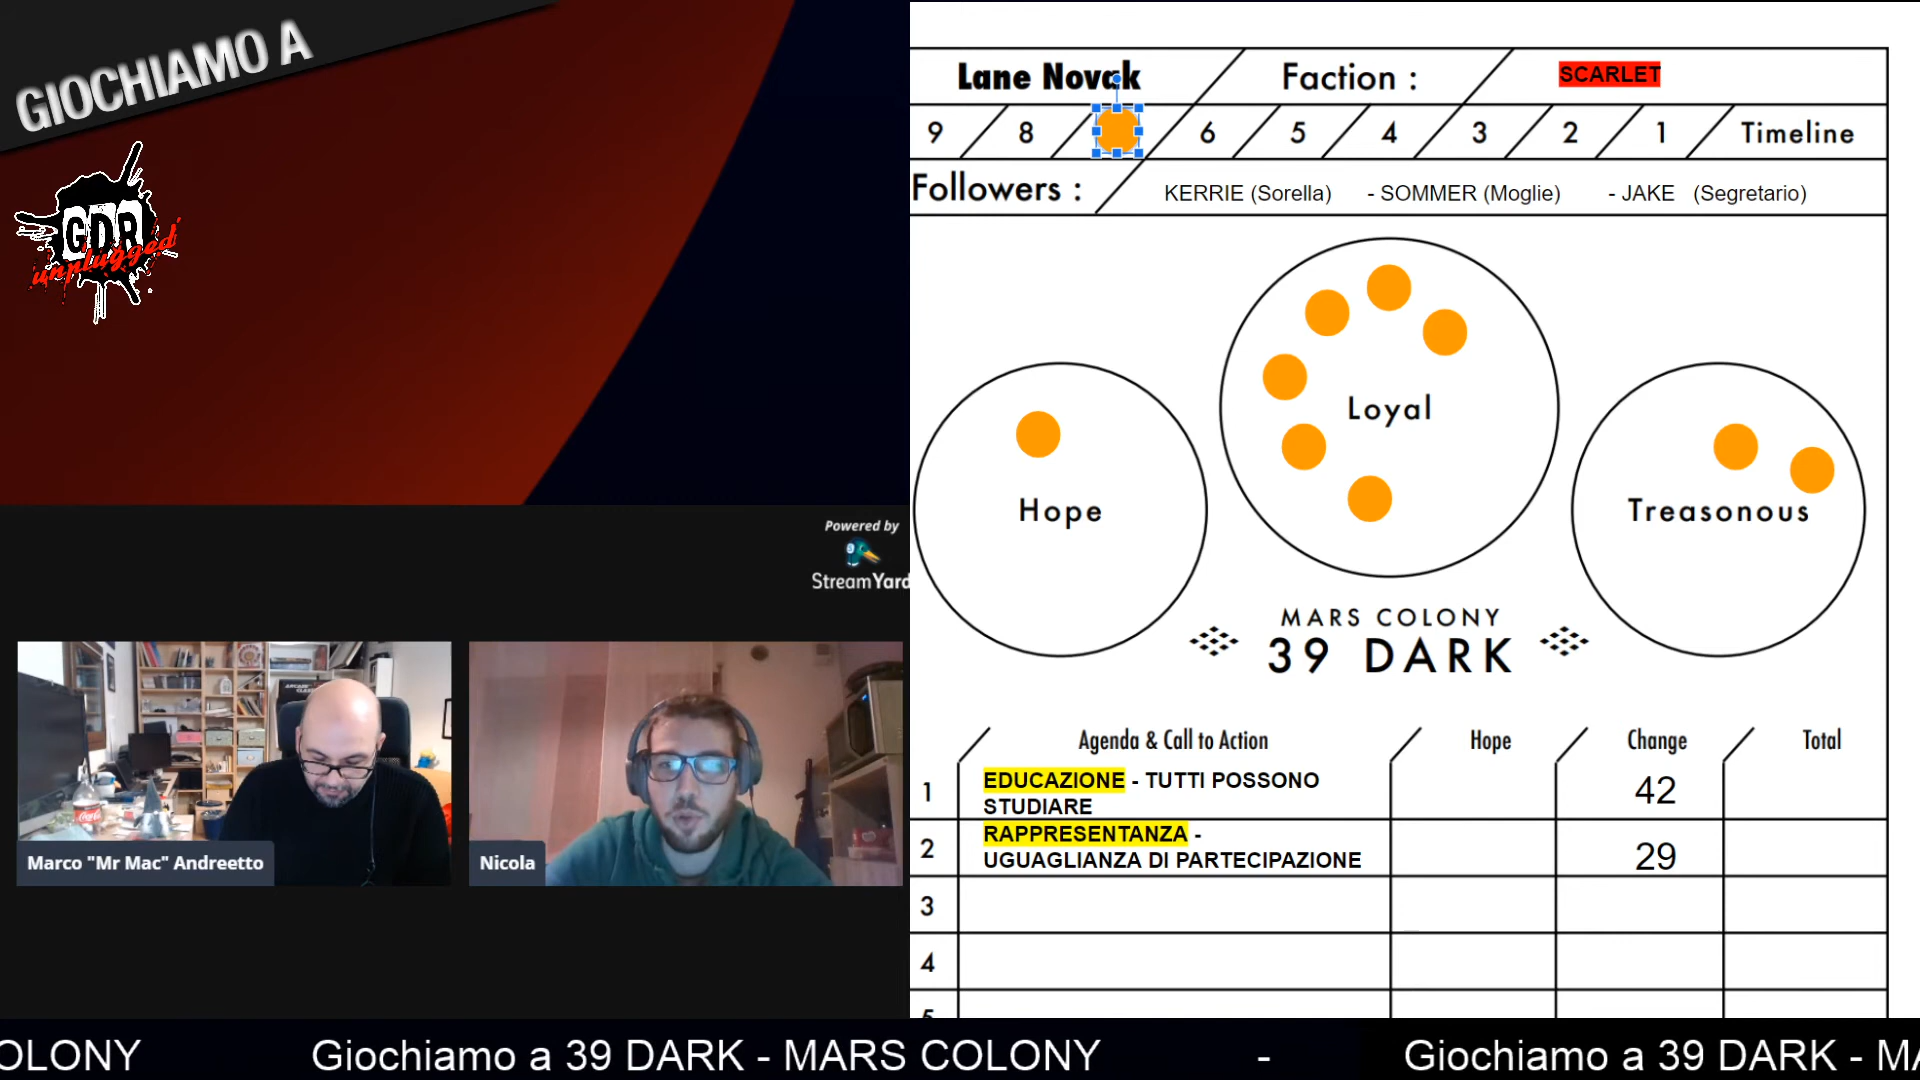 GIOCHIAMO A
GDR
unplugged
Powered by
StreamYard
Marco "Mr Mac" Andreetto
Nicola
Lane Novak
Faction :
SCARLET
9 8 6 5 4 3 2 1 Timeline
Followers :
KERRIE (Sorella) - SOMMER (Moglie) - JAKE (Segretario)
Hope
Loyal
Treasonous
MARS COLONY
39 DARK
Agenda & Call to Action Hope Change Total
1 EDUCAZIONE - TUTTI POSSONO
STUDIARE 42
2 RAPPRESENTANZA -
UGUAGLIANZA DI PARTECIPAZIONE 29
3
4
OLONY Giochiamo a 39 DARK - MARS COLONY - Giochiamo a 39 DARK - MA